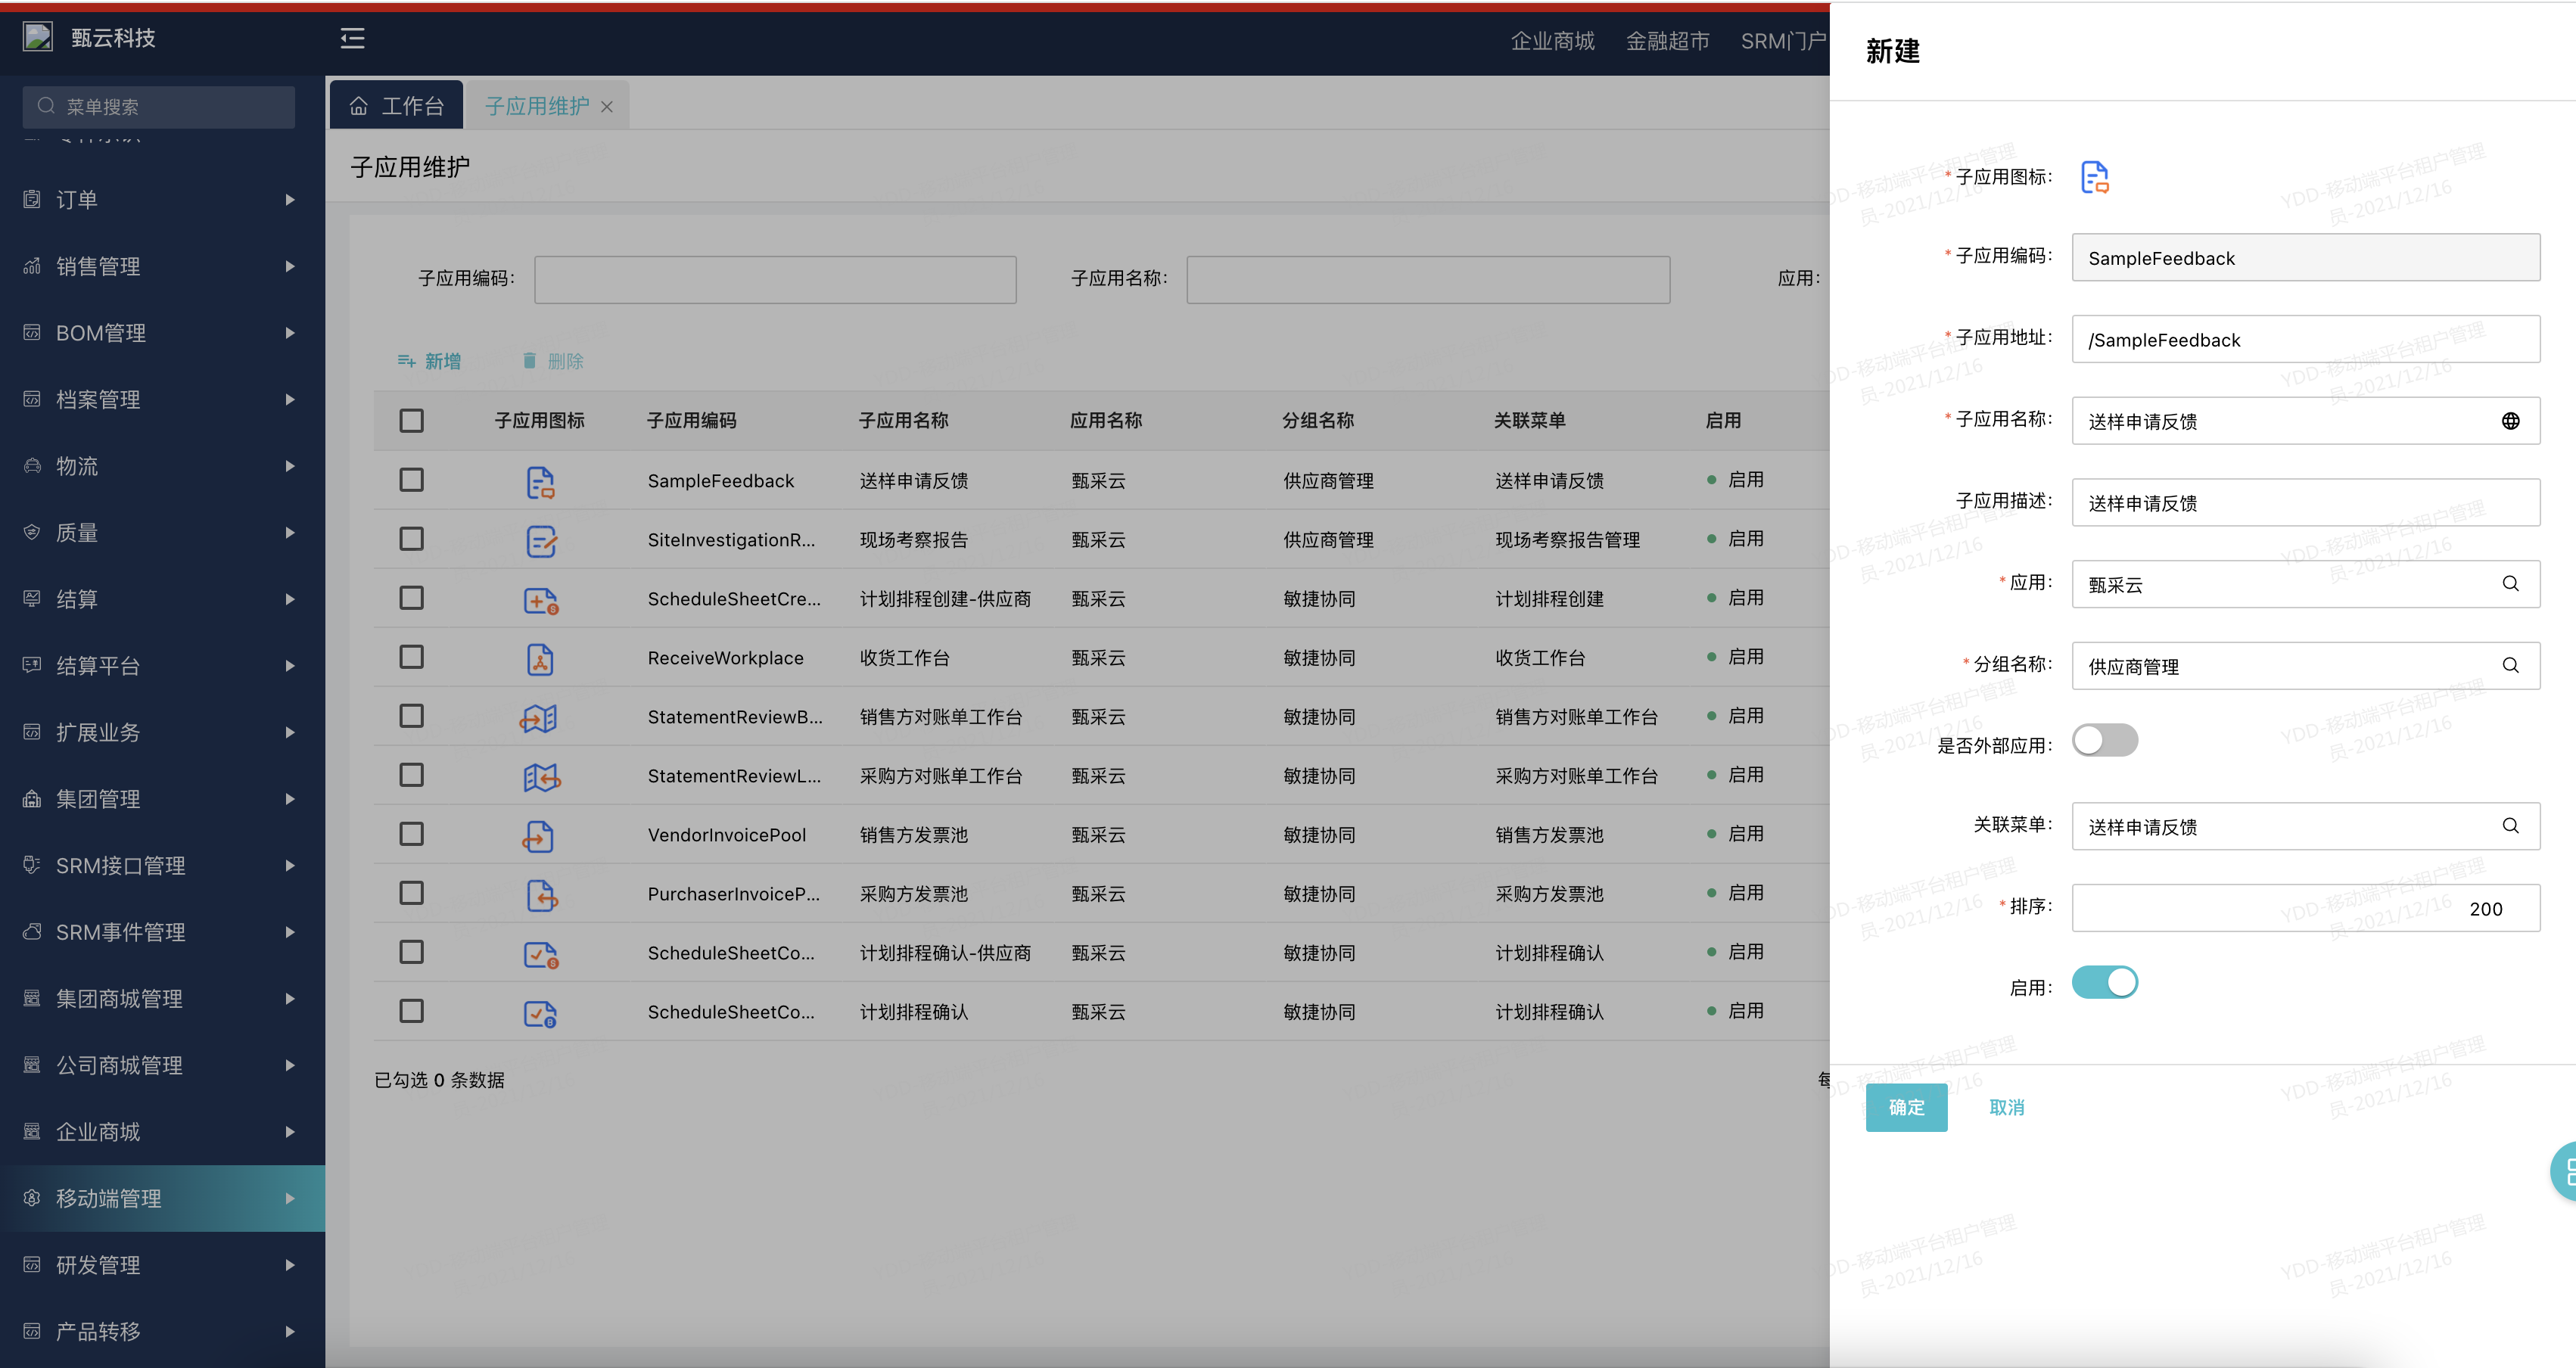 甄云科技
企业商城 金融超市 SRM门户
菜单搜索
订单
销售管理
BOM管理
档案管理
物流
质量
结算
结算平台
扩展业务
集团管理
SRM接口管理
SRM事件管理
集团商城管理
公司商城管理
企业商城
移动端管理
研发管理
产品转移
工作台 子应用维护
子应用维护
子应用编码: 子应用名称: 应用:
新增 删除
子应用图标 子应用编码 子应用名称 应用名称 分组名称 关联菜单 启用
SampleFeedback 送样申请反馈 甄采云 供应商管理 送样申请反馈 启用
SiteInvestigationR... 现场考察报告 甄采云 供应商管理 现场考察报告管理 启用
ScheduleSheetCre... 计划排程创建-供应商 甄采云 敏捷协同 计划排程创建 启用
ReceiveWorkplace 收货工作台 甄采云 敏捷协同 收货工作台 启用
StatementReviewB... 销售方对账单工作台 甄采云 敏捷协同 销售方对账单工作台 启用
StatementReviewL... 采购方对账单工作台 甄采云 敏捷协同 采购方对账单工作台 启用
VendorInvoicePool 销售方发票池 甄采云 敏捷协同 销售方发票池 启用
PurchaserInvoiceP... 采购方发票池 甄采云 敏捷协同 采购方发票池 启用
ScheduleSheetCo... 计划排程确认-供应商 甄采云 敏捷协同 计划排程确认 启用
ScheduleSheetCo... 计划排程确认 甄采云 敏捷协同 计划排程确认 启用
已勾选 0 条数据 每
新建
*子应用图标:
*子应用编码: SampleFeedback
*子应用地址: /SampleFeedback
*子应用名称: 送样申请反馈
子应用描述: 送样申请反馈
*应用: 甄采云
*分组名称: 供应商管理
是否外部应用:
关联菜单: 送样申请反馈
*排序: 200
启用:
确定 取消
YDD-移动端平台租户管理
员-2021/12/16